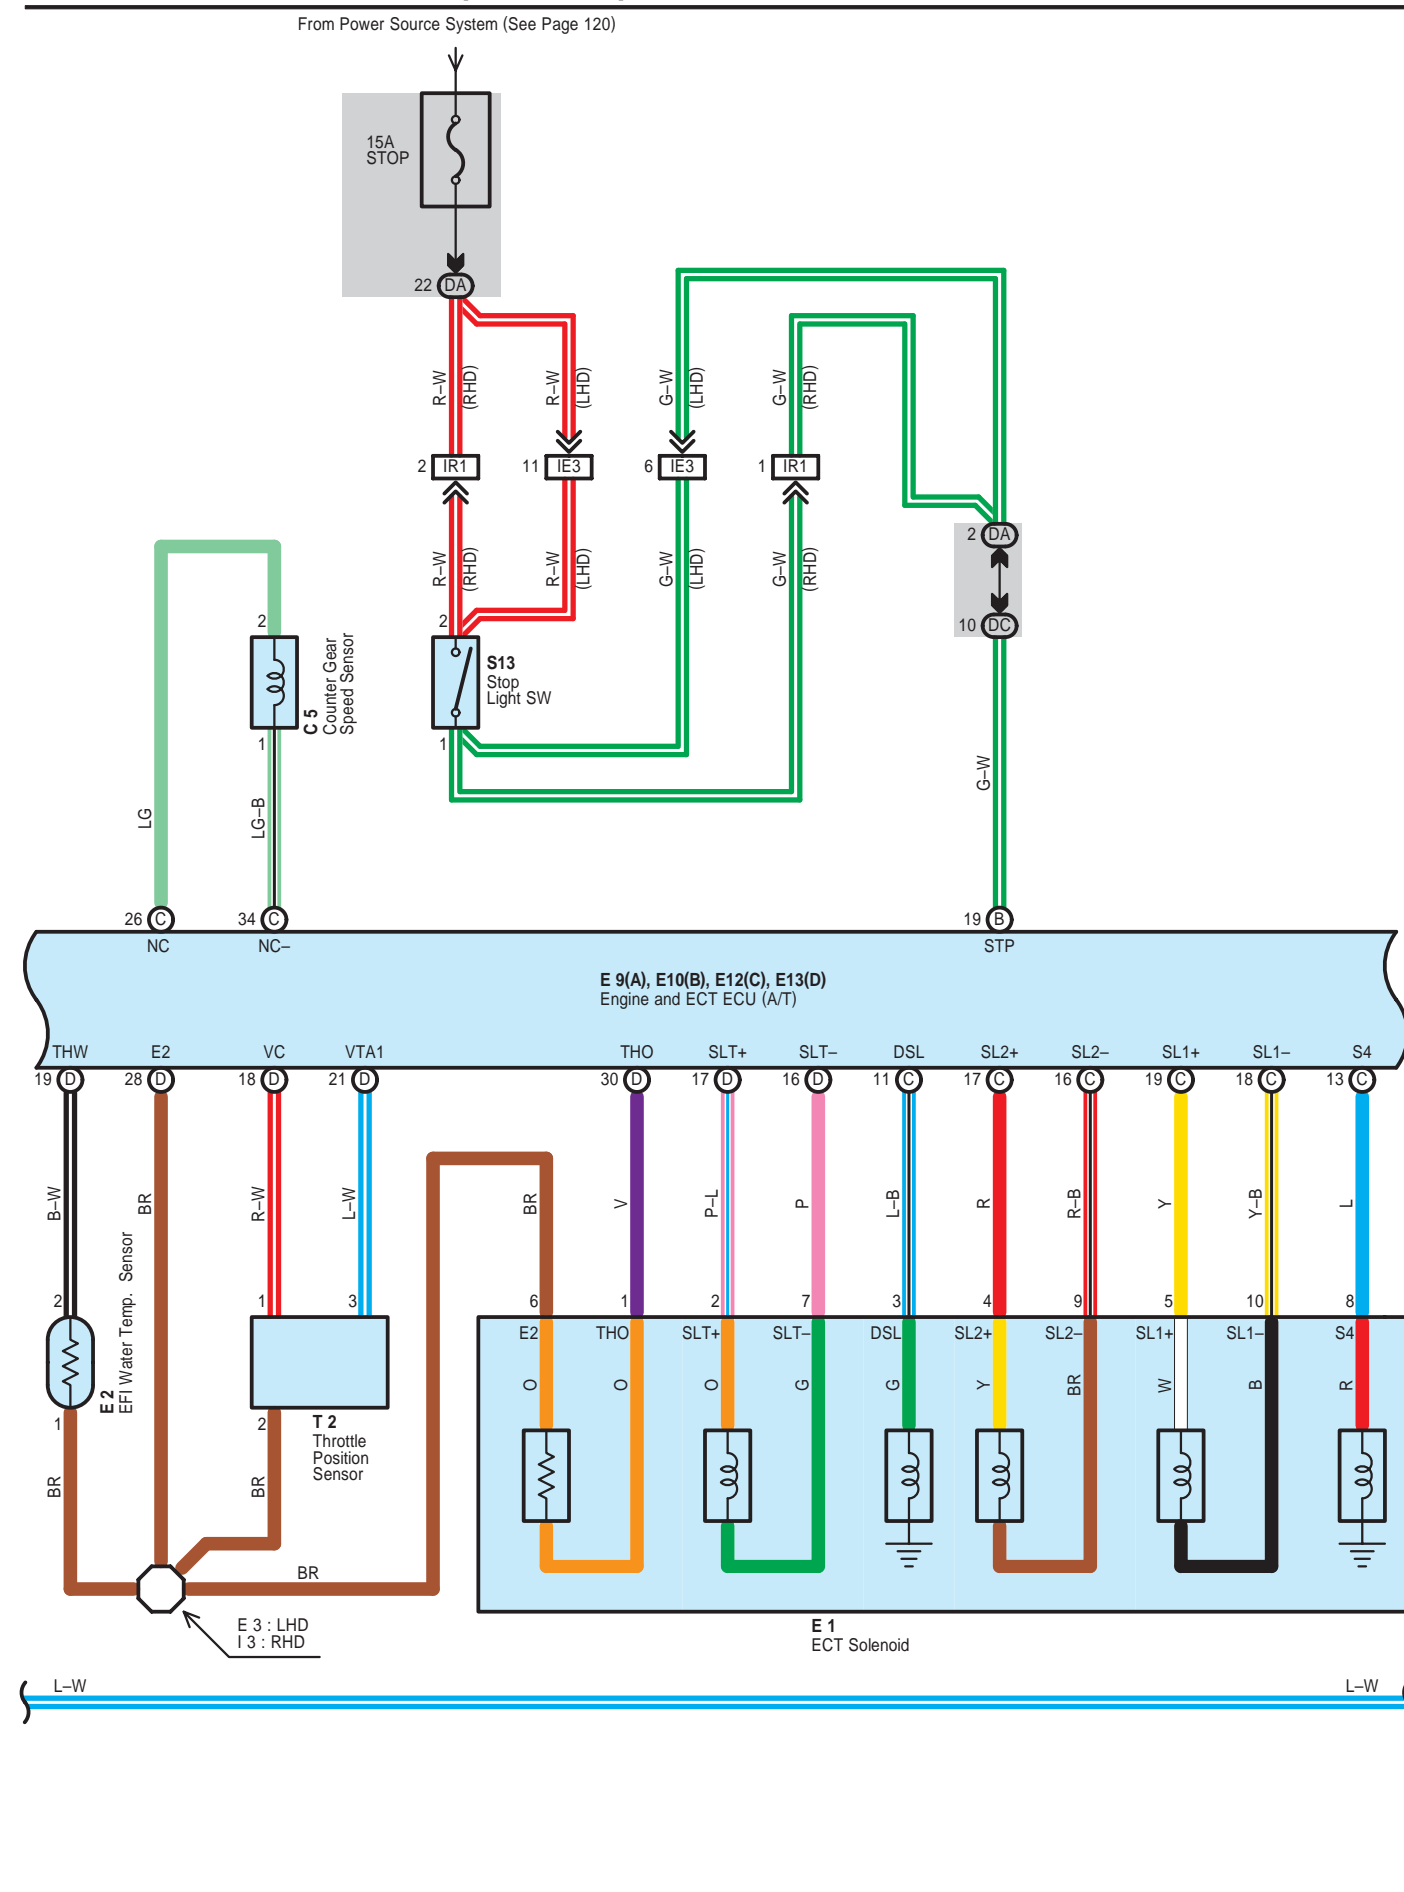 From Power Source System (See Page 120)
15A
STOP
22 DA
R–W
(RHD)
R–W
(LHD)
G–W
(LHD)
G–W
(RHD)
2 IR1
11 IE3
6 IE3
1 IR1
2 DA
R–W
(RHD)
R–W
(LHD)
G–W
(LHD)
G–W
(RHD)
10 DC
2
2
C 5
Counter Gear
Speed Sensor
S13
Stop
Light SW
1
1
LG
LG–B
G–W
26 C
34 C
19 B
NC
NC–
STP
E 9(A), E10(B), E12(C), E13(D)
Engine and ECT ECU (A/T)
THW
E2
VC
VTA1
THO
SLT+
SLT–
DSL
SL2+
SL2–
SL1+
SL1–
S4
19 D
28 D
18 D
21 D
30 D
17 D
16 D
11 C
17 C
16 C
19 C
18 C
13 C
B–W
BR
R–W
L–W
BR
V
P–L
P
L–B
R
R–B
Y
Y–B
L
2
1
3
6
1
2
7
3
4
9
5
10
8
E2
THO
SLT+
SLT–
DSL
SL2+
SL2–
SL1+
SL1–
S4
E 2
EFI Water Temp. Sensor
O
O
O
G
G
Y
BR
W
B
R
1
2
T 2
Throttle
Position
Sensor
BR
BR
BR
E 3 : LHD
I 3 : RHD
E 1
ECT Solenoid
L–W
L–W